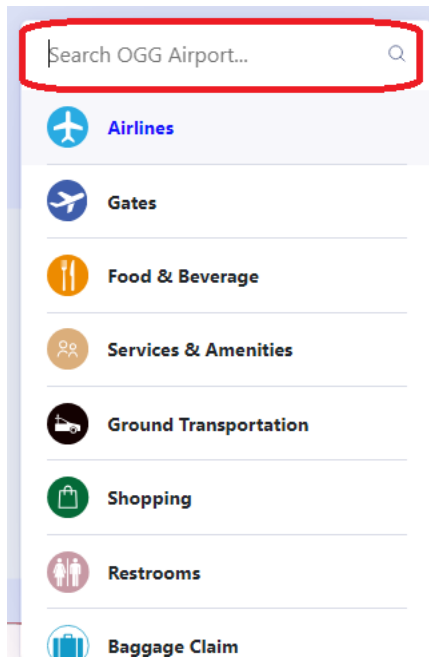 Search OGG Airport...
Airlines
Gates
Food & Beverage
Services & Amenities
Ground Transportation
Shopping
Restrooms
Baggage Claim